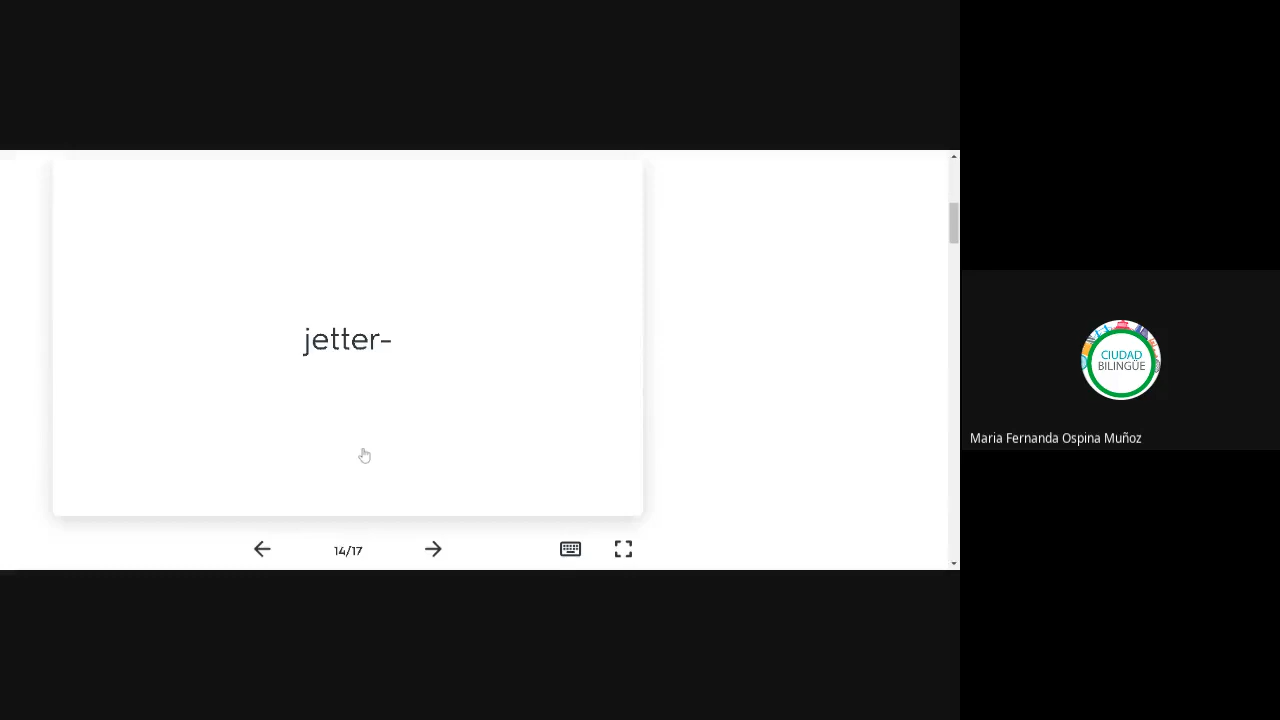 jetter-
14/17
CIUDAD
BILINGÜE
Maria Fernanda Ospina Muñoz